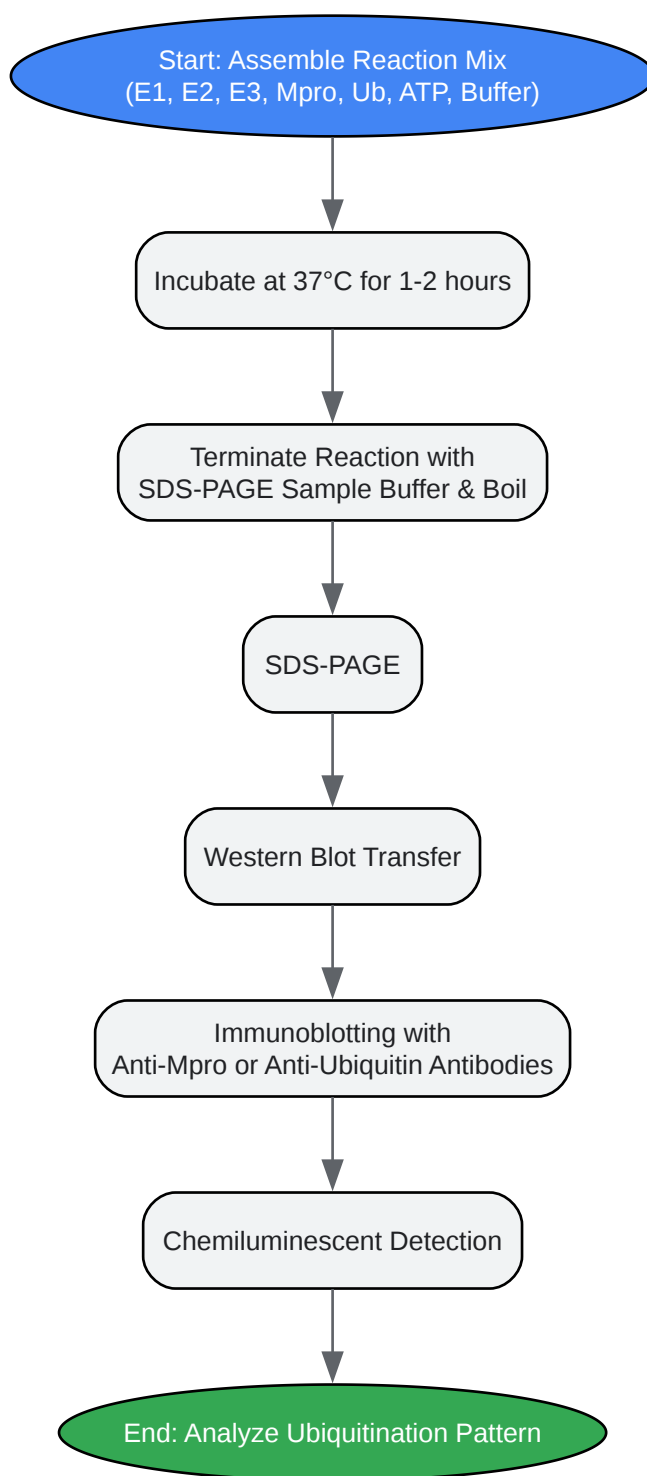 Start: Assemble Reaction Mix
(E1, E2, E3, Mpro, Ub, ATP, Buffer)
Incubate at 37°C for 1-2 hours
Terminate Reaction with
SDS-PAGE Sample Buffer & Boil
SDS-PAGE
Western Blot Transfer
Immunoblotting with
Anti-Mpro or Anti-Ubiquitin Antibodies
Chemiluminescent Detection
End: Analyze Ubiquitination Pattern